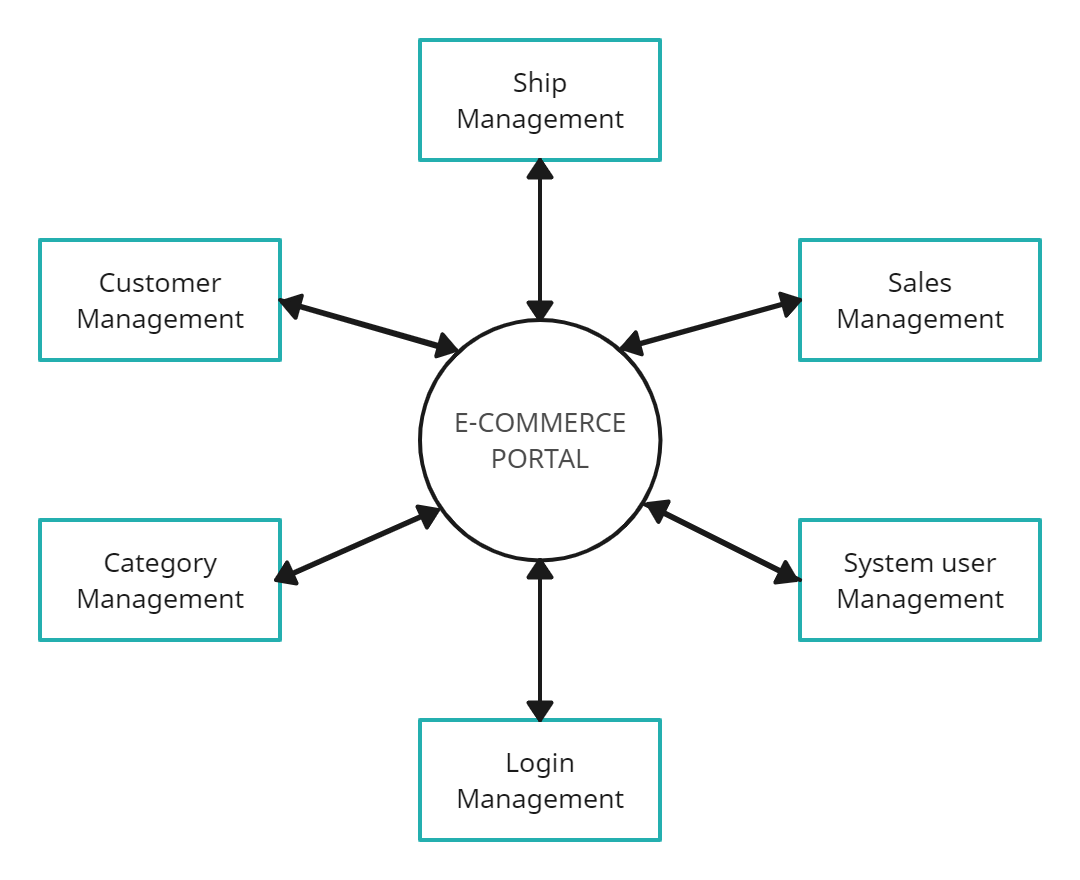 Ship
Management
Customer
Management
Sales
Management
E-COMMERCE
PORTAL
Category
Management
System user
Management
Login
Management